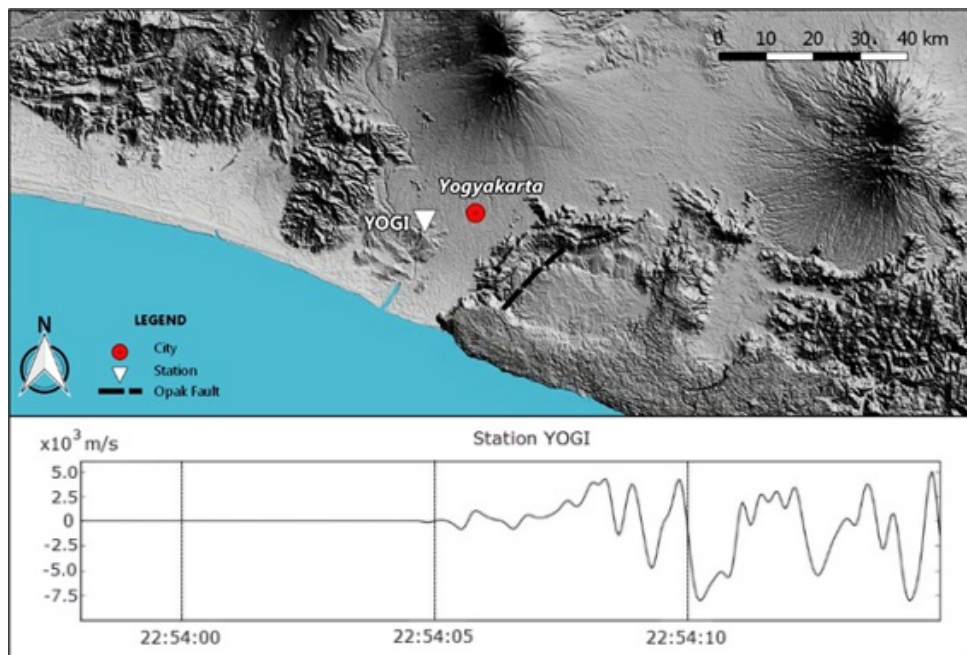 0 10 20 30 40 km
Yogyakarta
YOGI
N
LEGEND
City
Station
Opak Fault
x10³ m/s
Station YOGI
5.0
2.5
0
-2.5
-5.0
-7.5
22:54:00 22:54:05 22:54:10